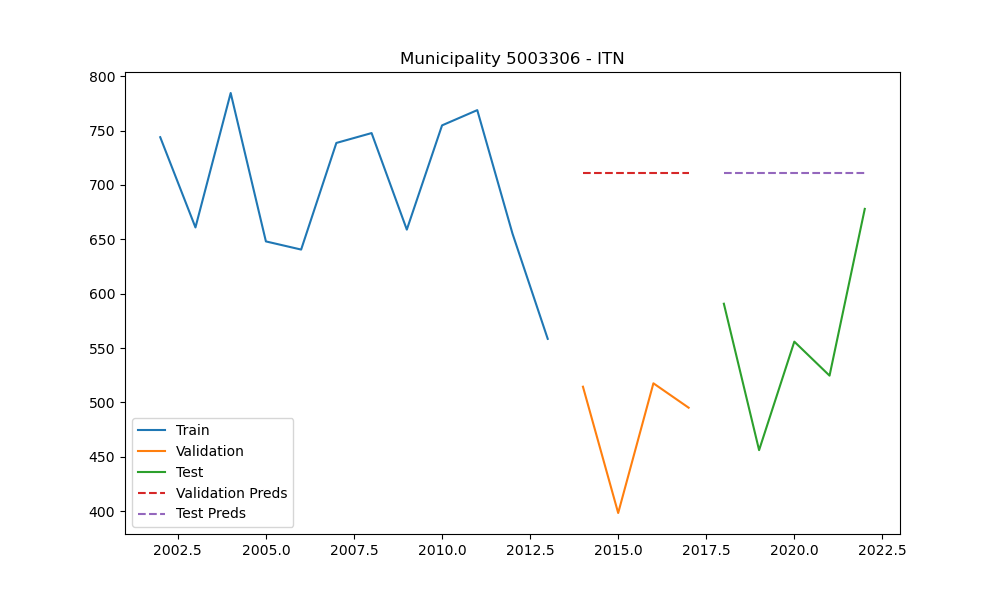 Municipality 5003306 - ITN
800
750
700
650
600
550
500
450
400
Train
Validation
Test
Validation Preds
Test Preds
2002.5 2005.0 2007.5 2010.0 2012.5 2015.0 2017.5 2020.0 2022.5